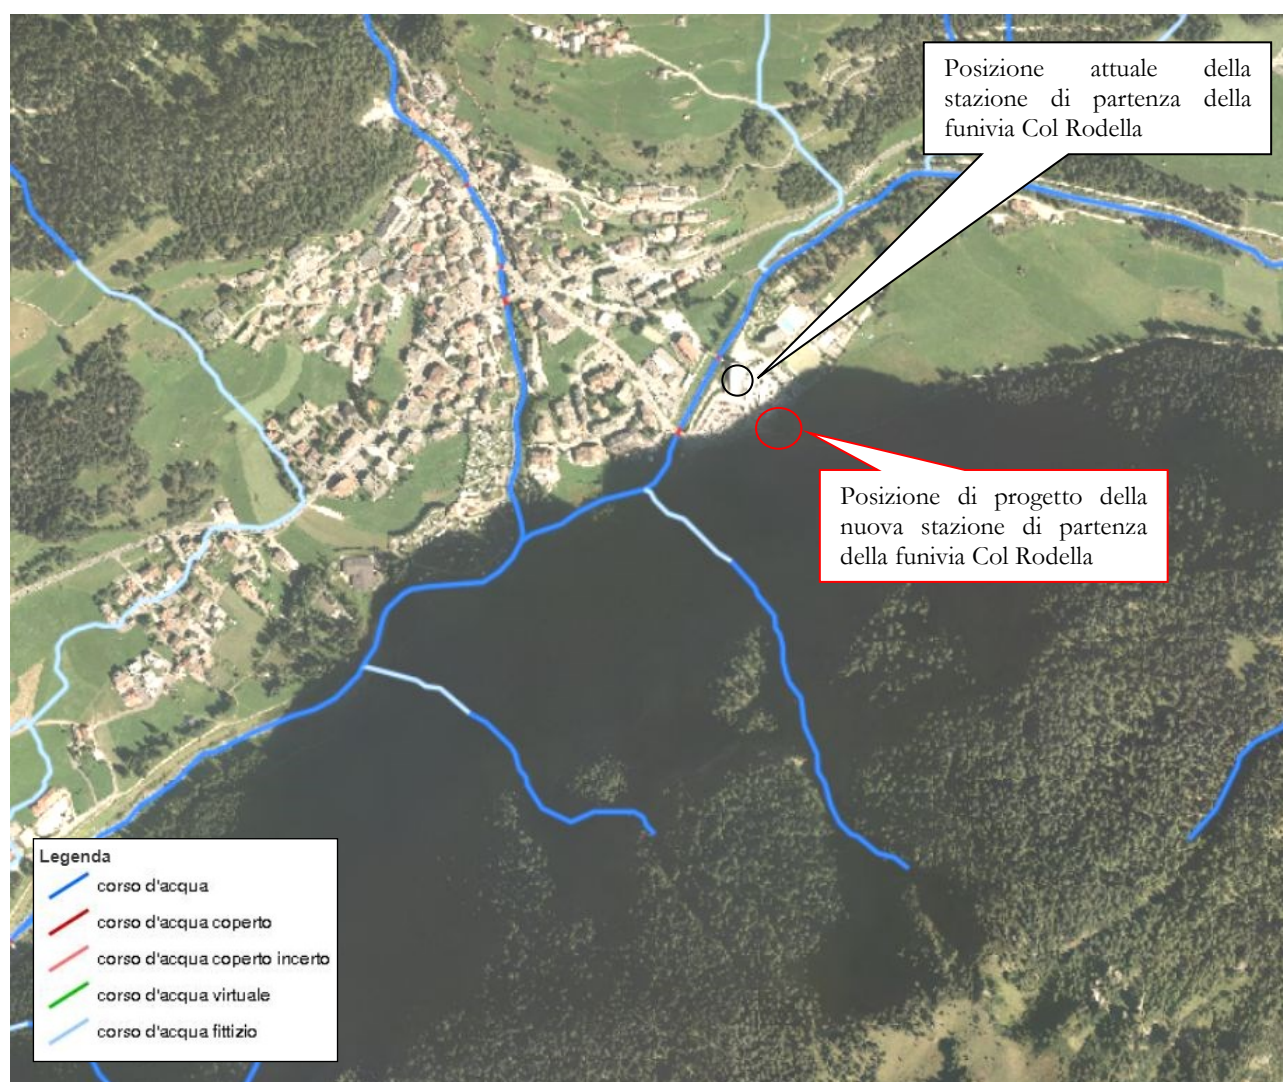 Posizione attuale della
stazione di partenza della
funivia Col Rodella
Posizione di progetto della
nuova stazione di partenza
della funivia Col Rodella
Legenda
corso d'acqua
corso d'acqua coperto
corso d'acqua coperto incerto
corso d'acqua virtuale
corso d'acqua fittizio